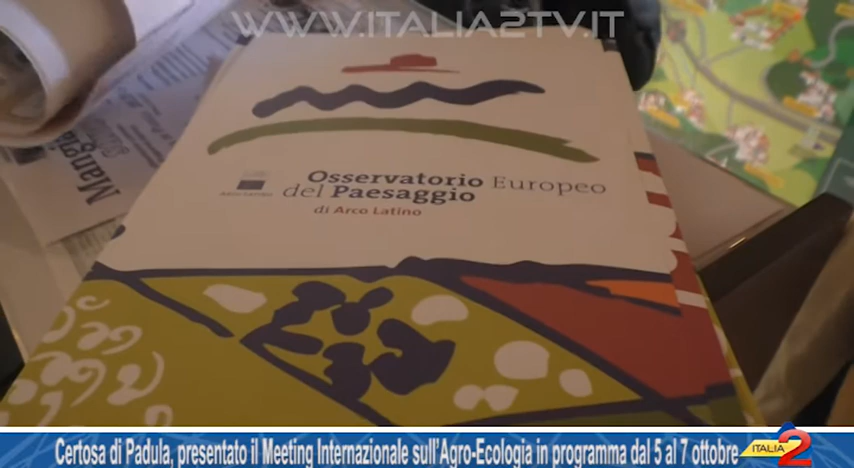 WWW.ITALIA2TV.IT
Mangia
Osservatorio Europeo
del Paesaggio
di Arco Latino
Certosa di Padula, presentato il Meeting Internazionale sull'Agro-Ecologia in programma dal 5 al 7 ottobre
ITALIA 2